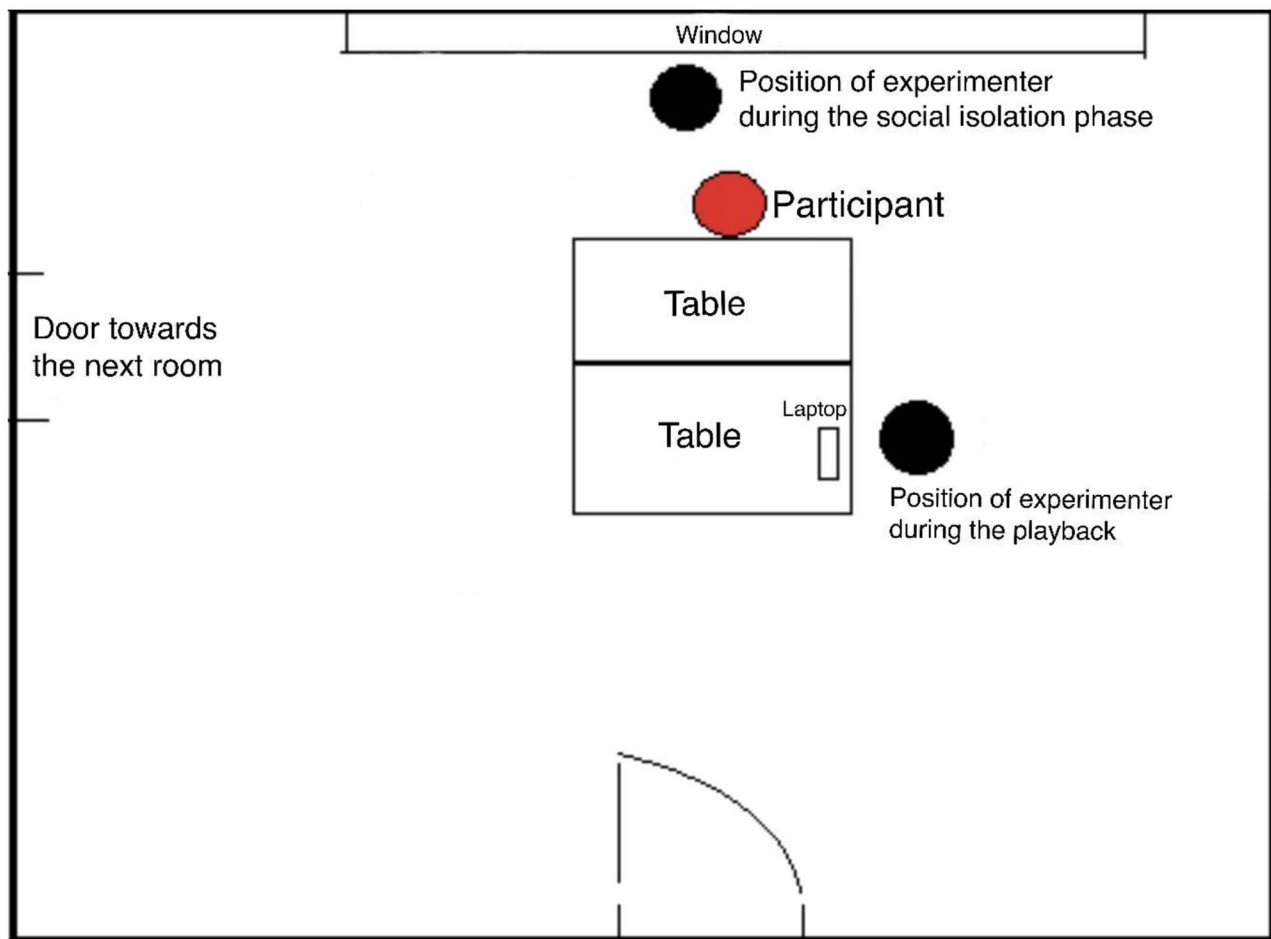 Window
Position of experimenter
during the social isolation phase
Participant
Table
Door towards
the next room
Laptop
Table
Position of experimenter
during the playback